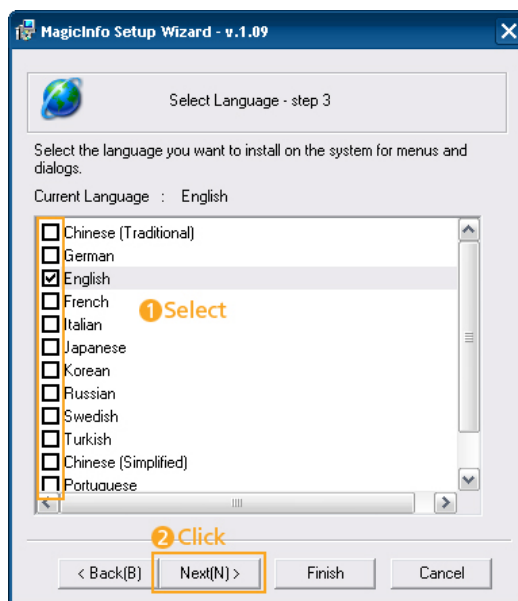 MagicInfo Setup Wizard - v.1.09
Select Language - step 3
Select the language you want to install on the system for menus and
dialogs.
Current Language : English
Chinese (Traditional)
German
English
French
1 Select
Italian
Japanese
Korean
Russian
Swedish
Turkish
Chinese (Simplified)
Portuguese
2 Click
< Back(B) Next(N) > Finish Cancel